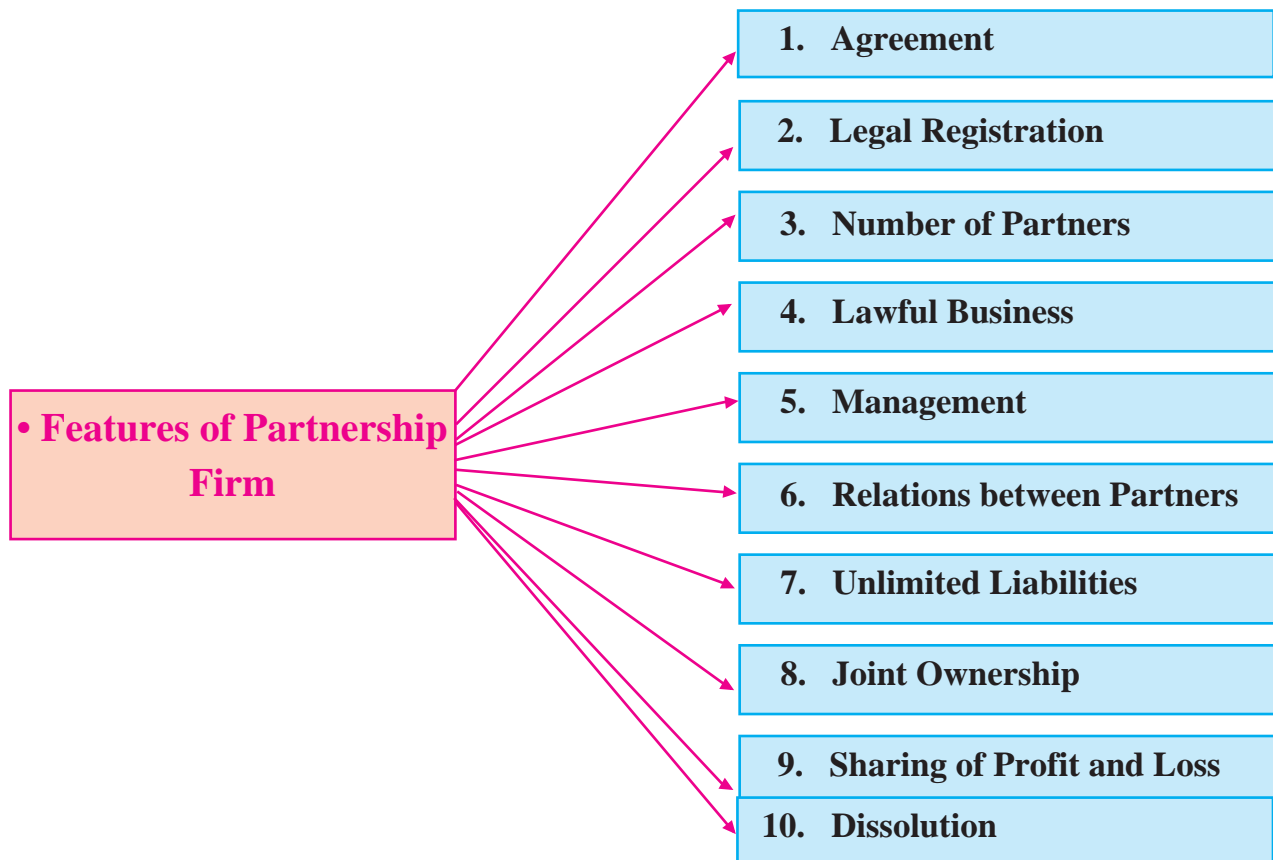 • Features of Partnership
Firm
1. Agreement
2. Legal Registration
3. Number of Partners
4. Lawful Business
5. Management
6. Relations between Partners
7. Unlimited Liabilities
8. Joint Ownership
9. Sharing of Profit and Loss
10. Dissolution